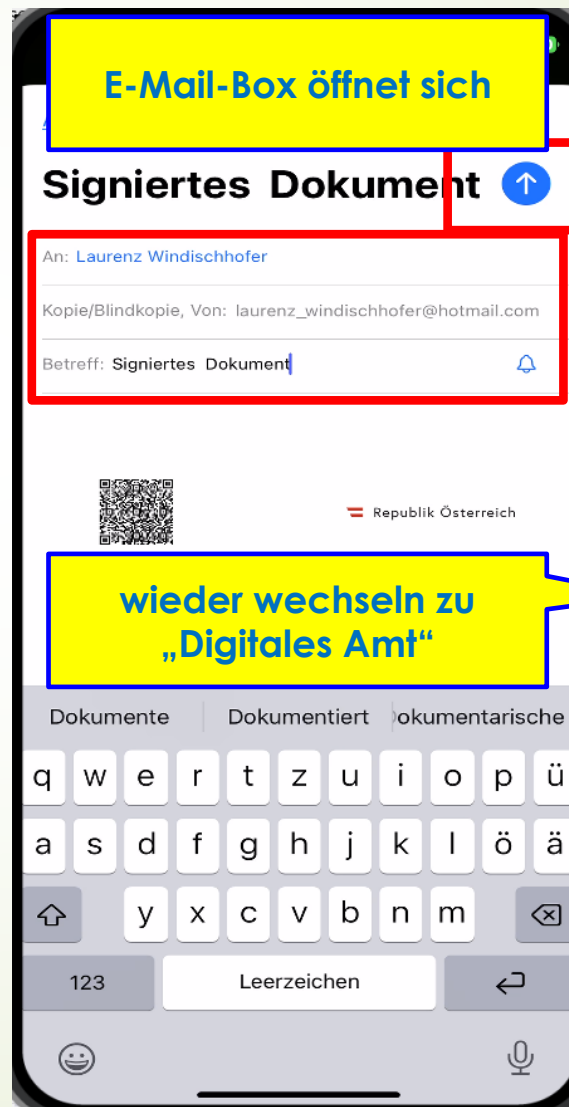 E-Mail-Box öffnet sich
Signiertes Dokument
An: Laurenz Windischhofer
Kopie/Blindkopie, Von: laurenz_windischhofer@hotmail.com
Betreff: Signiertes Dokument
Republik Österreich
wieder wechseln zu
„Digitales Amt“
Dokumente Dokumentiert okumentarische
q w e r t z u i o p ü
a s d f g h j k l ö ä
y x c v b n m
123 Leerzeichen